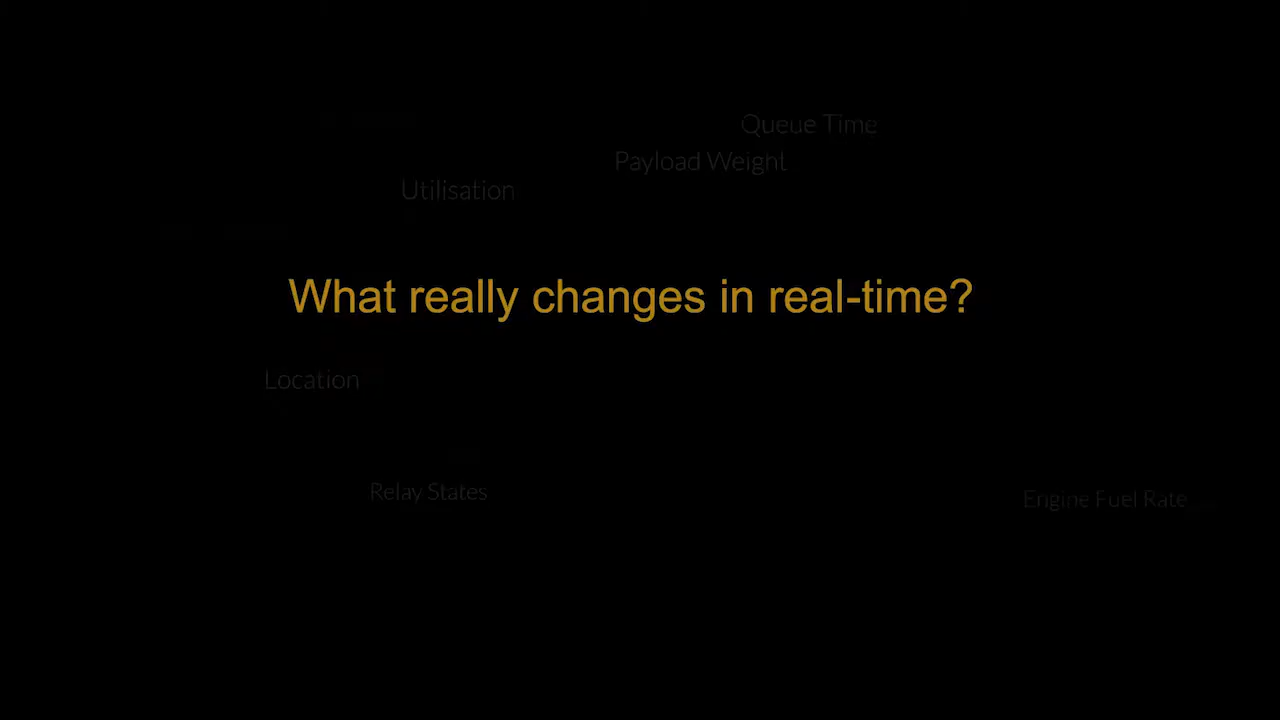 Queue Time
Payload Weight
Utilisation
What really changes in real-time?
Location
Relay States
Engine Fuel Rate